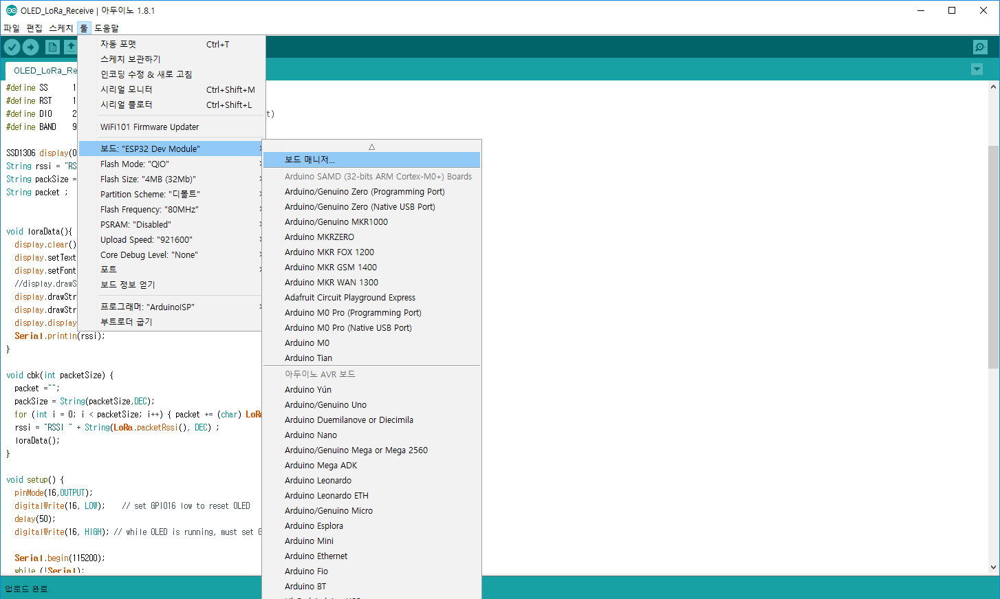 OLED_LoRa_Receive | 아두이노 1.8.1
파일 편집 스케치 툴 도움말
OLED_LoRa_Re
자동 포맷 Ctrl+T
스케치 보관하기
인코딩 수정 & 새로 고침
시리얼 모니터 Ctrl+Shift+M
시리얼 플로터 Ctrl+Shift+L
WiFi101 Firmware Updater
보드: "ESP32 Dev Module"
Flash Mode: "QIO"
Flash Size: "4MB (32Mb)"
Partition Scheme: "디폴트"
Flash Frequency: "80MHz"
PSRAM: "Disabled"
Upload Speed: "921600"
Core Debug Level: "None"
포트
보드 정보 얻기
프로그래머: "ArduinoISP"
부트로더 굽기
보드 매니저...
Arduino SAMD (32-bits ARM Cortex-M0+) Boards
Arduino/Genuino Zero (Programming Port)
Arduino/Genuino Zero (Native USB Port)
Arduino/Genuino MKR1000
Arduino MKRZERO
Arduino MKR FOX 1200
Arduino MKR GSM 1400
Arduino MKR WAN 1300
Adafruit Circuit Playground Express
Arduino M0 Pro (Programming Port)
Arduino M0 Pro (Native USB Port)
Arduino M0
Arduino Tian
아두이노 AVR 보드
Arduino Yún
Arduino/Genuino Uno
Arduino Duemilanove or Diecimila
Arduino Nano
Arduino/Genuino Mega or Mega 2560
Arduino Mega ADK
Arduino Leonardo
Arduino Leonardo ETH
Arduino/Genuino Micro
Arduino Esplora
Arduino Mini
Arduino Ethernet
Arduino Fio
Arduino BT
#define SS 1
#define RST 1
#define DIO 2 t)
#define BAND 9
SSD1306 display(0
String rssi = "RS
String packSize =
String packet ;
void loraData(){
display.clear()
display.setText
display.setFont
//display.drawS
display.drawStr
display.drawStr
display.display
Serial.println(rssi);
}
void cbk(int packetSize) {
packet ="";
packSize = String(packetSize,DEC);
for (int i = 0; i < packetSize; i++) { packet += (char) LoRa
rssi = "RSSI " + String(LoRa.packetRssi(), DEC) ;
loraData();
}
void setup() {
pinMode(16,OUTPUT);
digitalWrite(16, LOW); // set GPIO16 low to reset OLED
delay(50);
digitalWrite(16, HIGH); // while OLED is running, must set G
Serial.begin(115200);
while (!Serial);
업로드 완료.